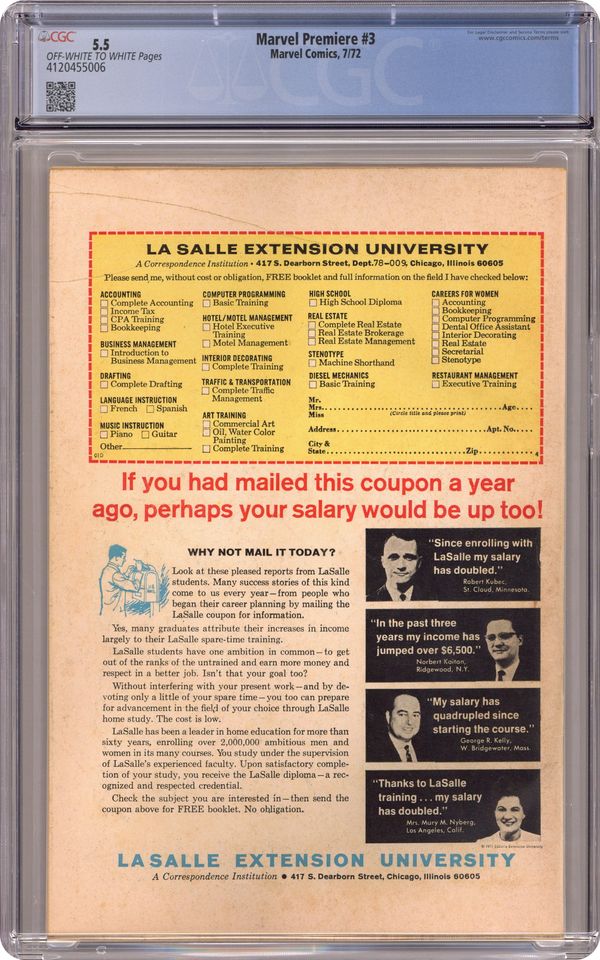 CGC
5.5
OFF-WHITE TO WHITE Pages
4120455006
Marvel Premiere #3
Marvel Comics, 7/72
www.cgccomics.com/terms
CGC
LA SALLE EXTENSION UNIVERSITY
A Correspondence Institution • 417 S. Dearborn Street, Dept. 78-009, Chicago, Illinois 60605
Please send me, without cost or obligation, FREE booklet and full information on the field I have checked below:
ACCOUNTING
Complete Accounting
Income Tax
CPA Training
Bookkeeping
BUSINESS MANAGEMENT
Introduction to
Business Management
DRAFTING
Complete Drafting
LANGUAGE INSTRUCTION
French Spanish
MUSIC INSTRUCTION
Piano Guitar
Other
COMPUTER PROGRAMMING
Basic Training
HOTEL/MOTEL MANAGEMENT
Hotel Executive
Training
Motel Management
INTERIOR DECORATING
Complete Training
TRAFFIC & TRANSPORTATION
Complete Traffic
Management
ART TRAINING
Commercial Art
Oil, Water Color
Painting
Complete Training
HIGH SCHOOL
High School Diploma
REAL ESTATE
Complete Real Estate
Real Estate Brokerage
Real Estate Management
STENOTYPE
Machine Shorthand
DIESEL MECHANICS
Basic Training
CAREERS FOR WOMEN
Accounting
Bookkeeping
Computer Programming
Dental Office Assistant
Interior Decorating
Real Estate
Secretarial
Stenotype
RESTAURANT MANAGEMENT
Executive Training
Mr.
Mrs. Age
Miss (Circle title and please print)
Address Apt. No.
City &
State Zip
If you had mailed this coupon a year
ago, perhaps your salary would be up too!
WHY NOT MAIL IT TODAY?
Look at these pleased reports from LaSalle
students. Many success stories of this kind
come to us every year—from people who
began their career planning by mailing the
LaSalle coupon for information.
Yes, many graduates attribute their increases in income
largely to their LaSalle spare-time training.
LaSalle students have one ambition in common—to get
out of the ranks of the untrained and earn more money and
respect in a better job. Isn't that your goal too?
Without interfering with your present work—and by de-
voting only a little of your spare time—you too can prepare
for advancement in the field of your choice through LaSalle
home study. The cost is low.
LaSalle has been a leader in home education for more than
sixty years, enrolling over 2,000,000 ambitious men and
women in its many courses. You study under the supervision
of LaSalle's experienced faculty. Upon satisfactory comple-
tion of your study, you receive the LaSalle diploma—a rec-
ognized and respected credential.
Check the subject you are interested in—then send the
coupon above for FREE booklet. No obligation.
"Since enrolling with
LaSalle my salary
has doubled."
Robert Kubec,
St. Cloud, Minnesota.
"In the past three
years my income has
jumped over $6,500."
Norbert Kaiton,
Ridgewood, N.Y.
"My salary has
quadrupled since
starting the course."
George R. Kelly,
W. Bridgewater, Mass.
"Thanks to LaSalle
training . . . my salary
has doubled."
Mrs. Mury M. Nyberg,
Los Angeles, Calif.
© 1971 LaSalle Extension University
LA SALLE EXTENSION UNIVERSITY
A Correspondence Institution • 417 S. Dearborn Street, Chicago, Illinois 60605